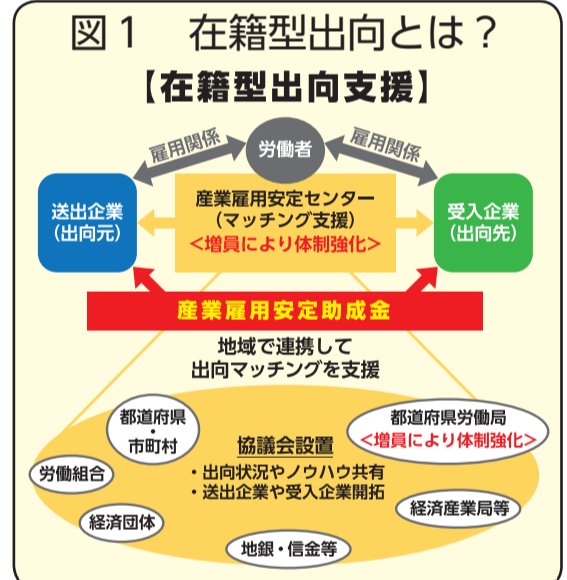 図1 在籍型出向とは?
【在籍型出向支援】
雇用関係
労働者
雇用関係
送出企業
(出向元)
産業雇用安定センター
(マッチング支援)
<増員により体制強化>
受入企業
(出向先)
産業雇用安定助成金
地域で連携して
出向マッチングを支援
都道府県
・
市町村
都道府県労働局
<増員により体制強化>
協議会設置
・出向状況やノウハウ共有
・送出企業や受入企業開拓
労働組合
経済団体
経済産業局等
地銀・信金等